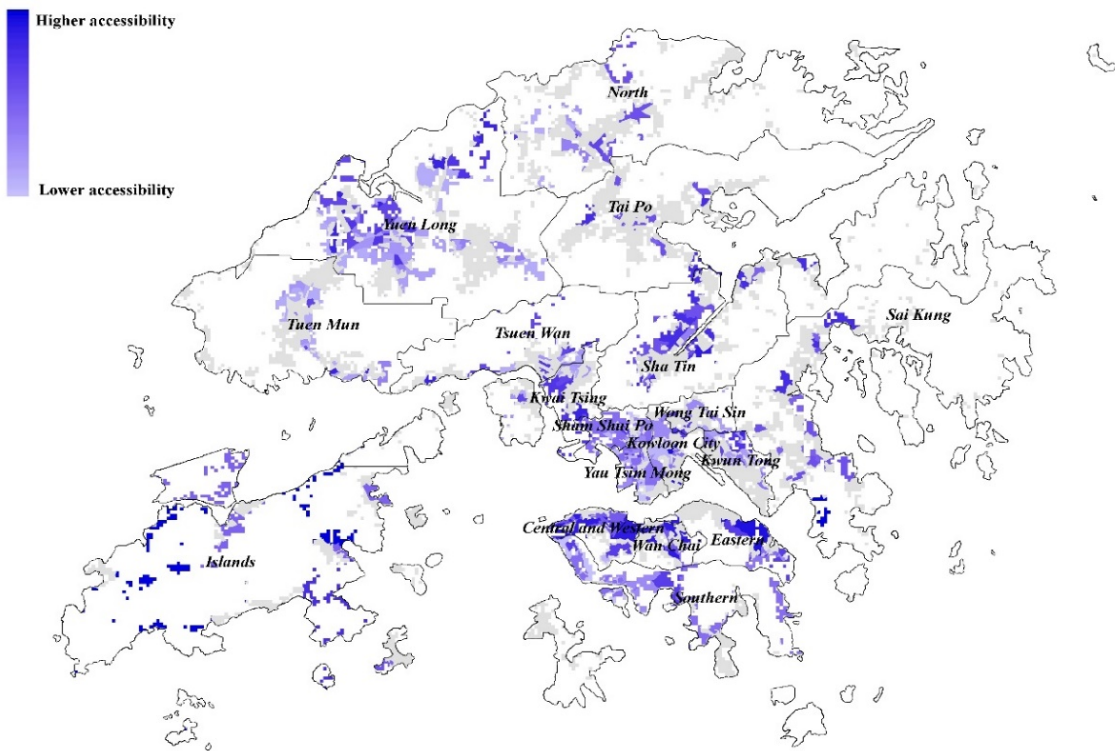 Higher accessibility
Lower accessibility
North
Tai Po
Yuen Long
Sai Kung
Tuen Mun
Tsuen Wan
Sha Tin
Kwai Tsing
Wong Tai Sin
Sham Shui Po
Kowloon City
Kwun Tong
Yau Tsim Mong
Central and Western
Wan Chai
Eastern
Islands
Southern